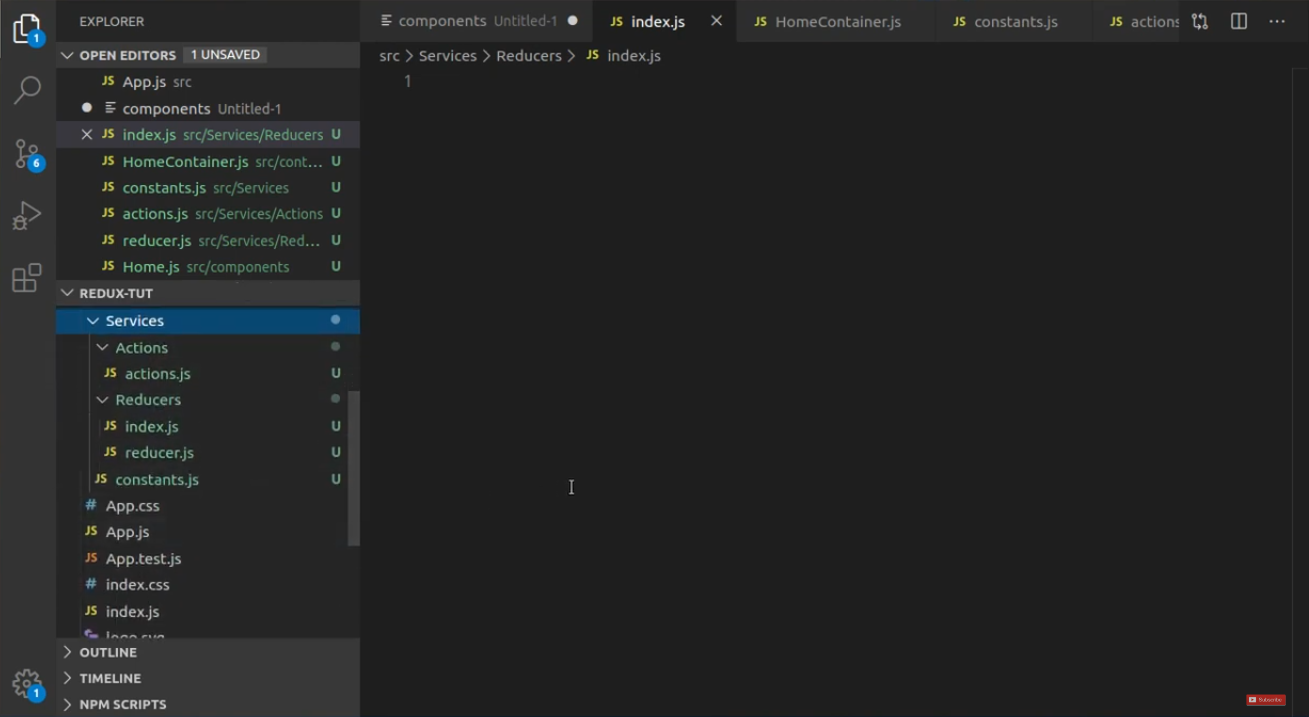 EXPLORER
components Untitled-1
JS index.js
JS HomeContainer.js
JS constants.js
JS actions
OPEN EDITORS 1 UNSAVED
src > Services > Reducers > JS index.js
1
JS App.js src
components Untitled-1
JS index.js src/Services/Reducers U
JS HomeContainer.js src/cont... U
JS constants.js src/Services U
JS actions.js src/Services/Actions U
JS reducer.js src/Services/Red... U
JS Home.js src/components U
REDUX-TUT
Services
Actions
JS actions.js U
Reducers
JS index.js U
JS reducer.js U
JS constants.js U
# App.css
JS App.js
JS App.test.js
# index.css
JS index.js
logo.svg
OUTLINE
TIMELINE
NPM SCRIPTS
1
6
1
Subscribe